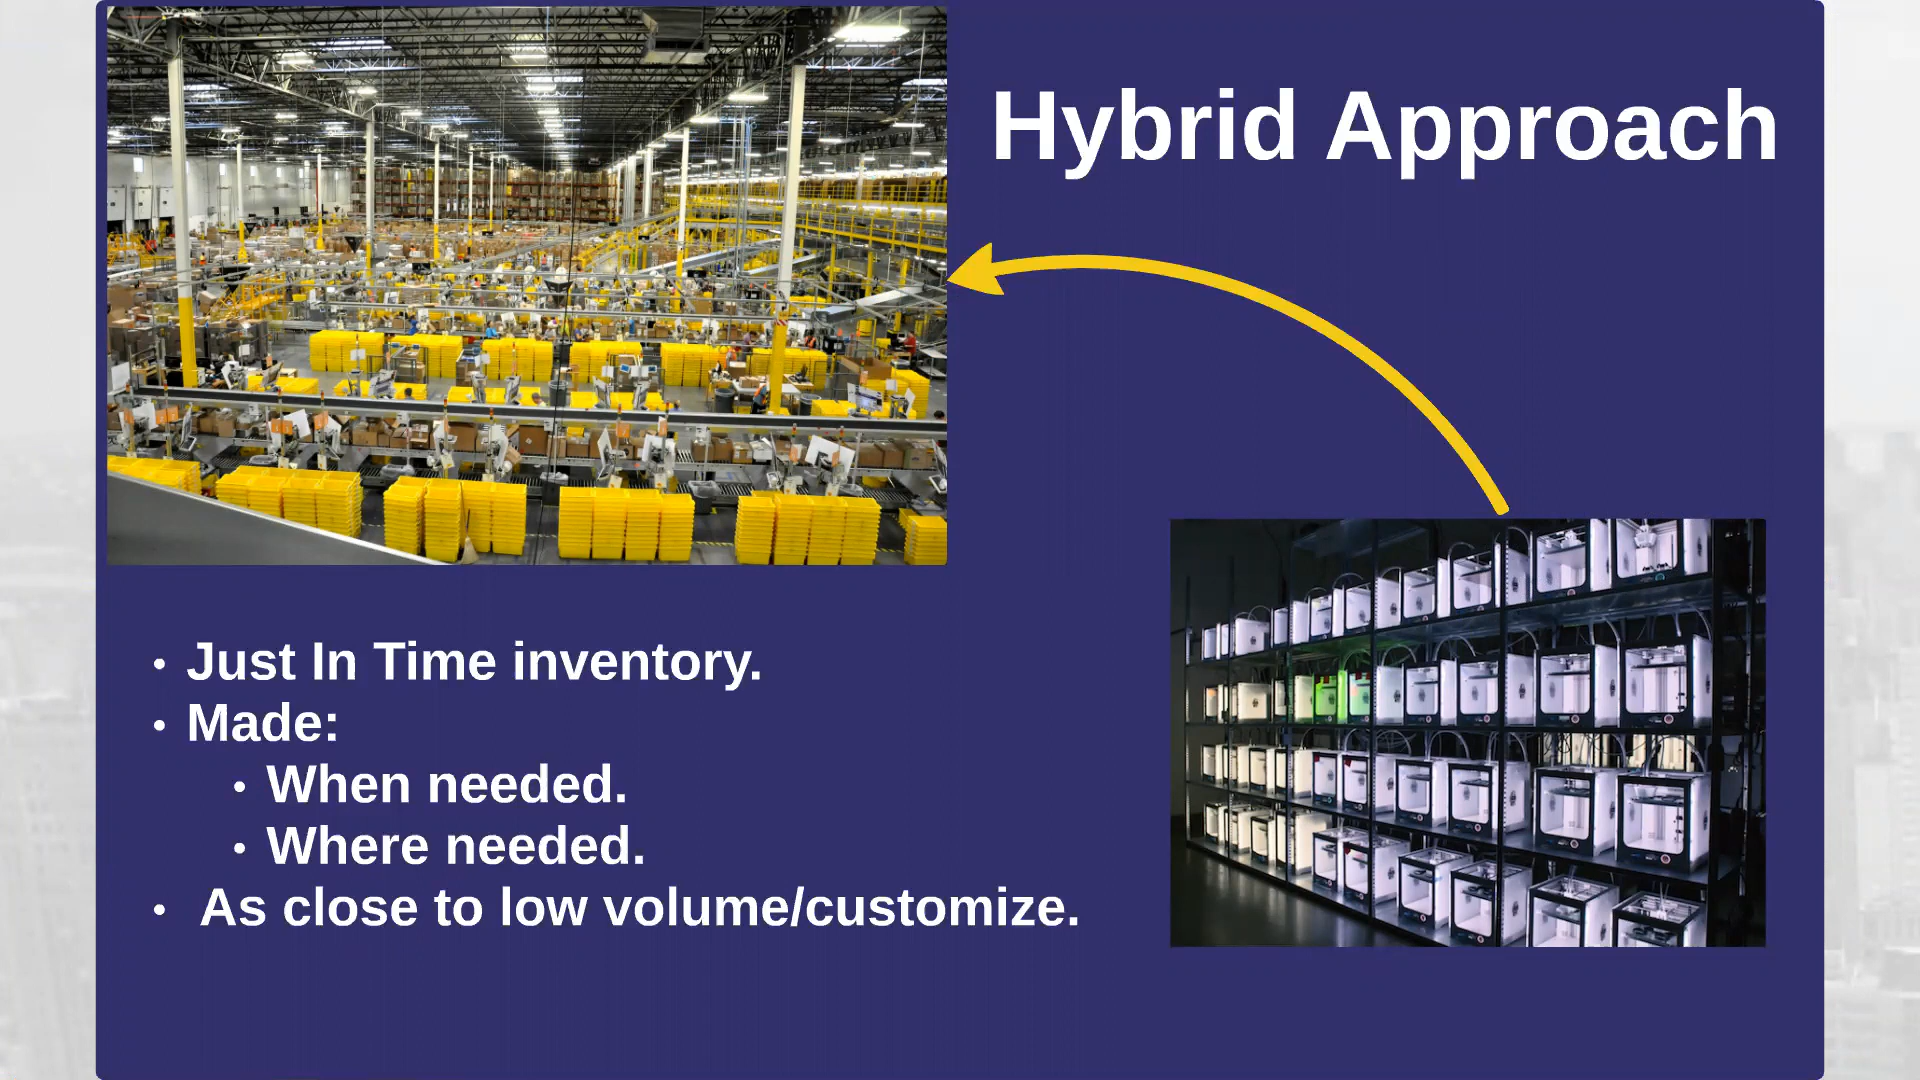 Hybrid Approach
• Just In Time inventory.
• Made:
• When needed.
• Where needed.
• As close to low volume/customize.